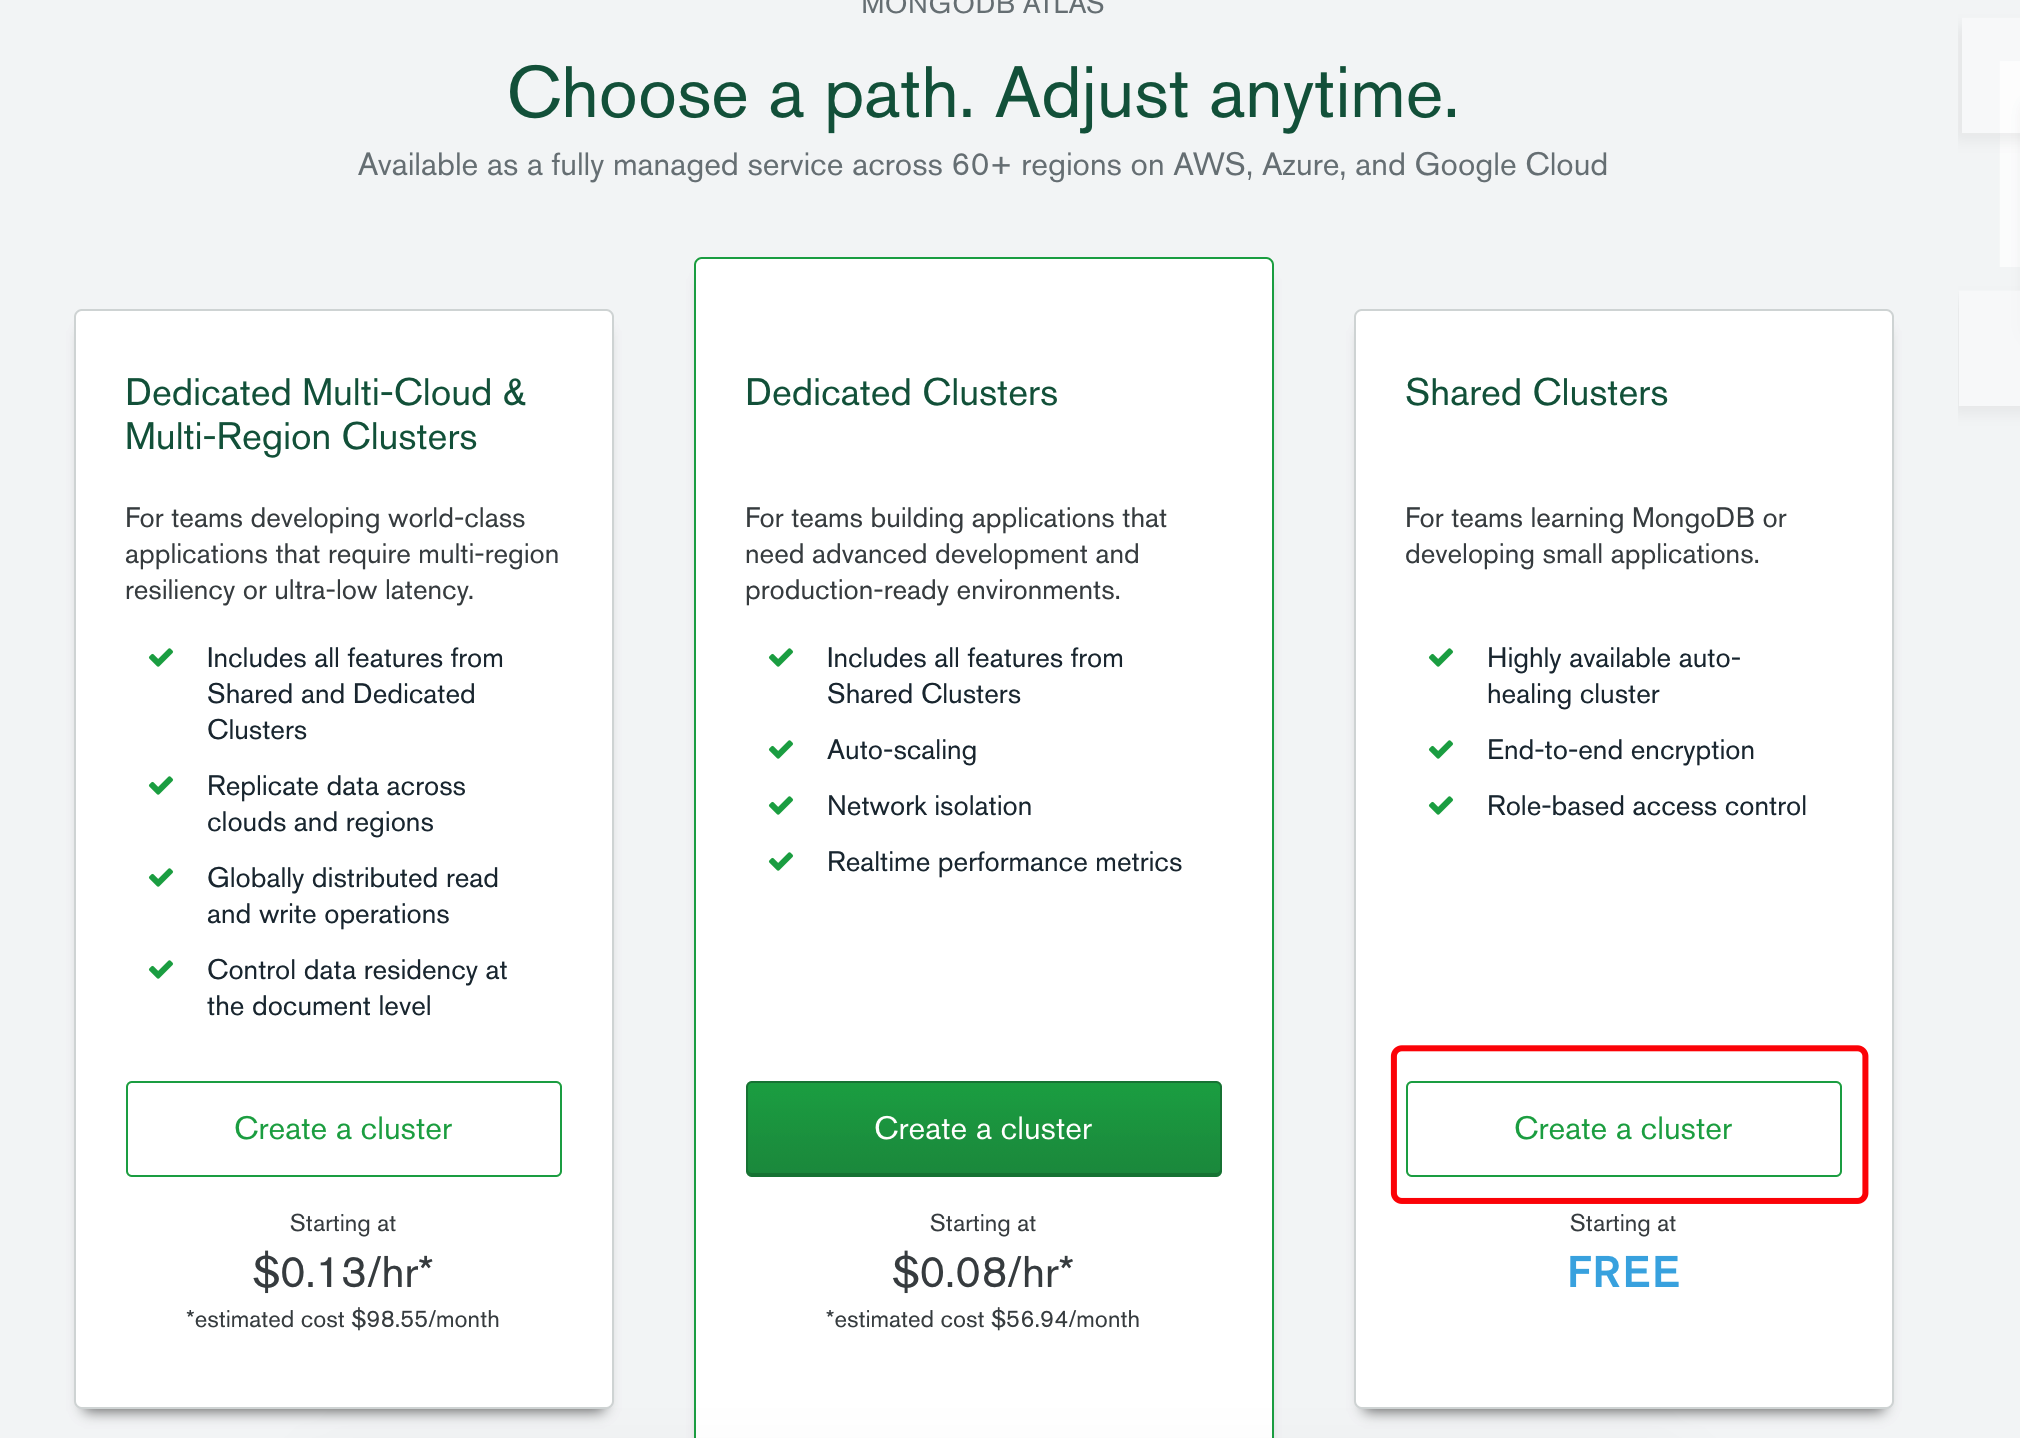 MONGODB ATLAS
Choose a path. Adjust anytime.
Available as a fully managed service across 60+ regions on AWS, Azure, and Google Cloud
Dedicated Multi-Cloud &
Multi-Region Clusters
For teams developing world-class
applications that require multi-region
resiliency or ultra-low latency.
Includes all features from
Shared and Dedicated
Clusters
Replicate data across
clouds and regions
Globally distributed read
and write operations
Control data residency at
the document level
Create a cluster
Starting at
$0.13/hr*
*estimated cost $98.55/month
Dedicated Clusters
For teams building applications that
need advanced development and
production-ready environments.
Includes all features from
Shared Clusters
Auto-scaling
Network isolation
Realtime performance metrics
Create a cluster
Starting at
$0.08/hr*
*estimated cost $56.94/month
Shared Clusters
For teams learning MongoDB or
developing small applications.
Highly available auto-
healing cluster
End-to-end encryption
Role-based access control
Create a cluster
Starting at
FREE